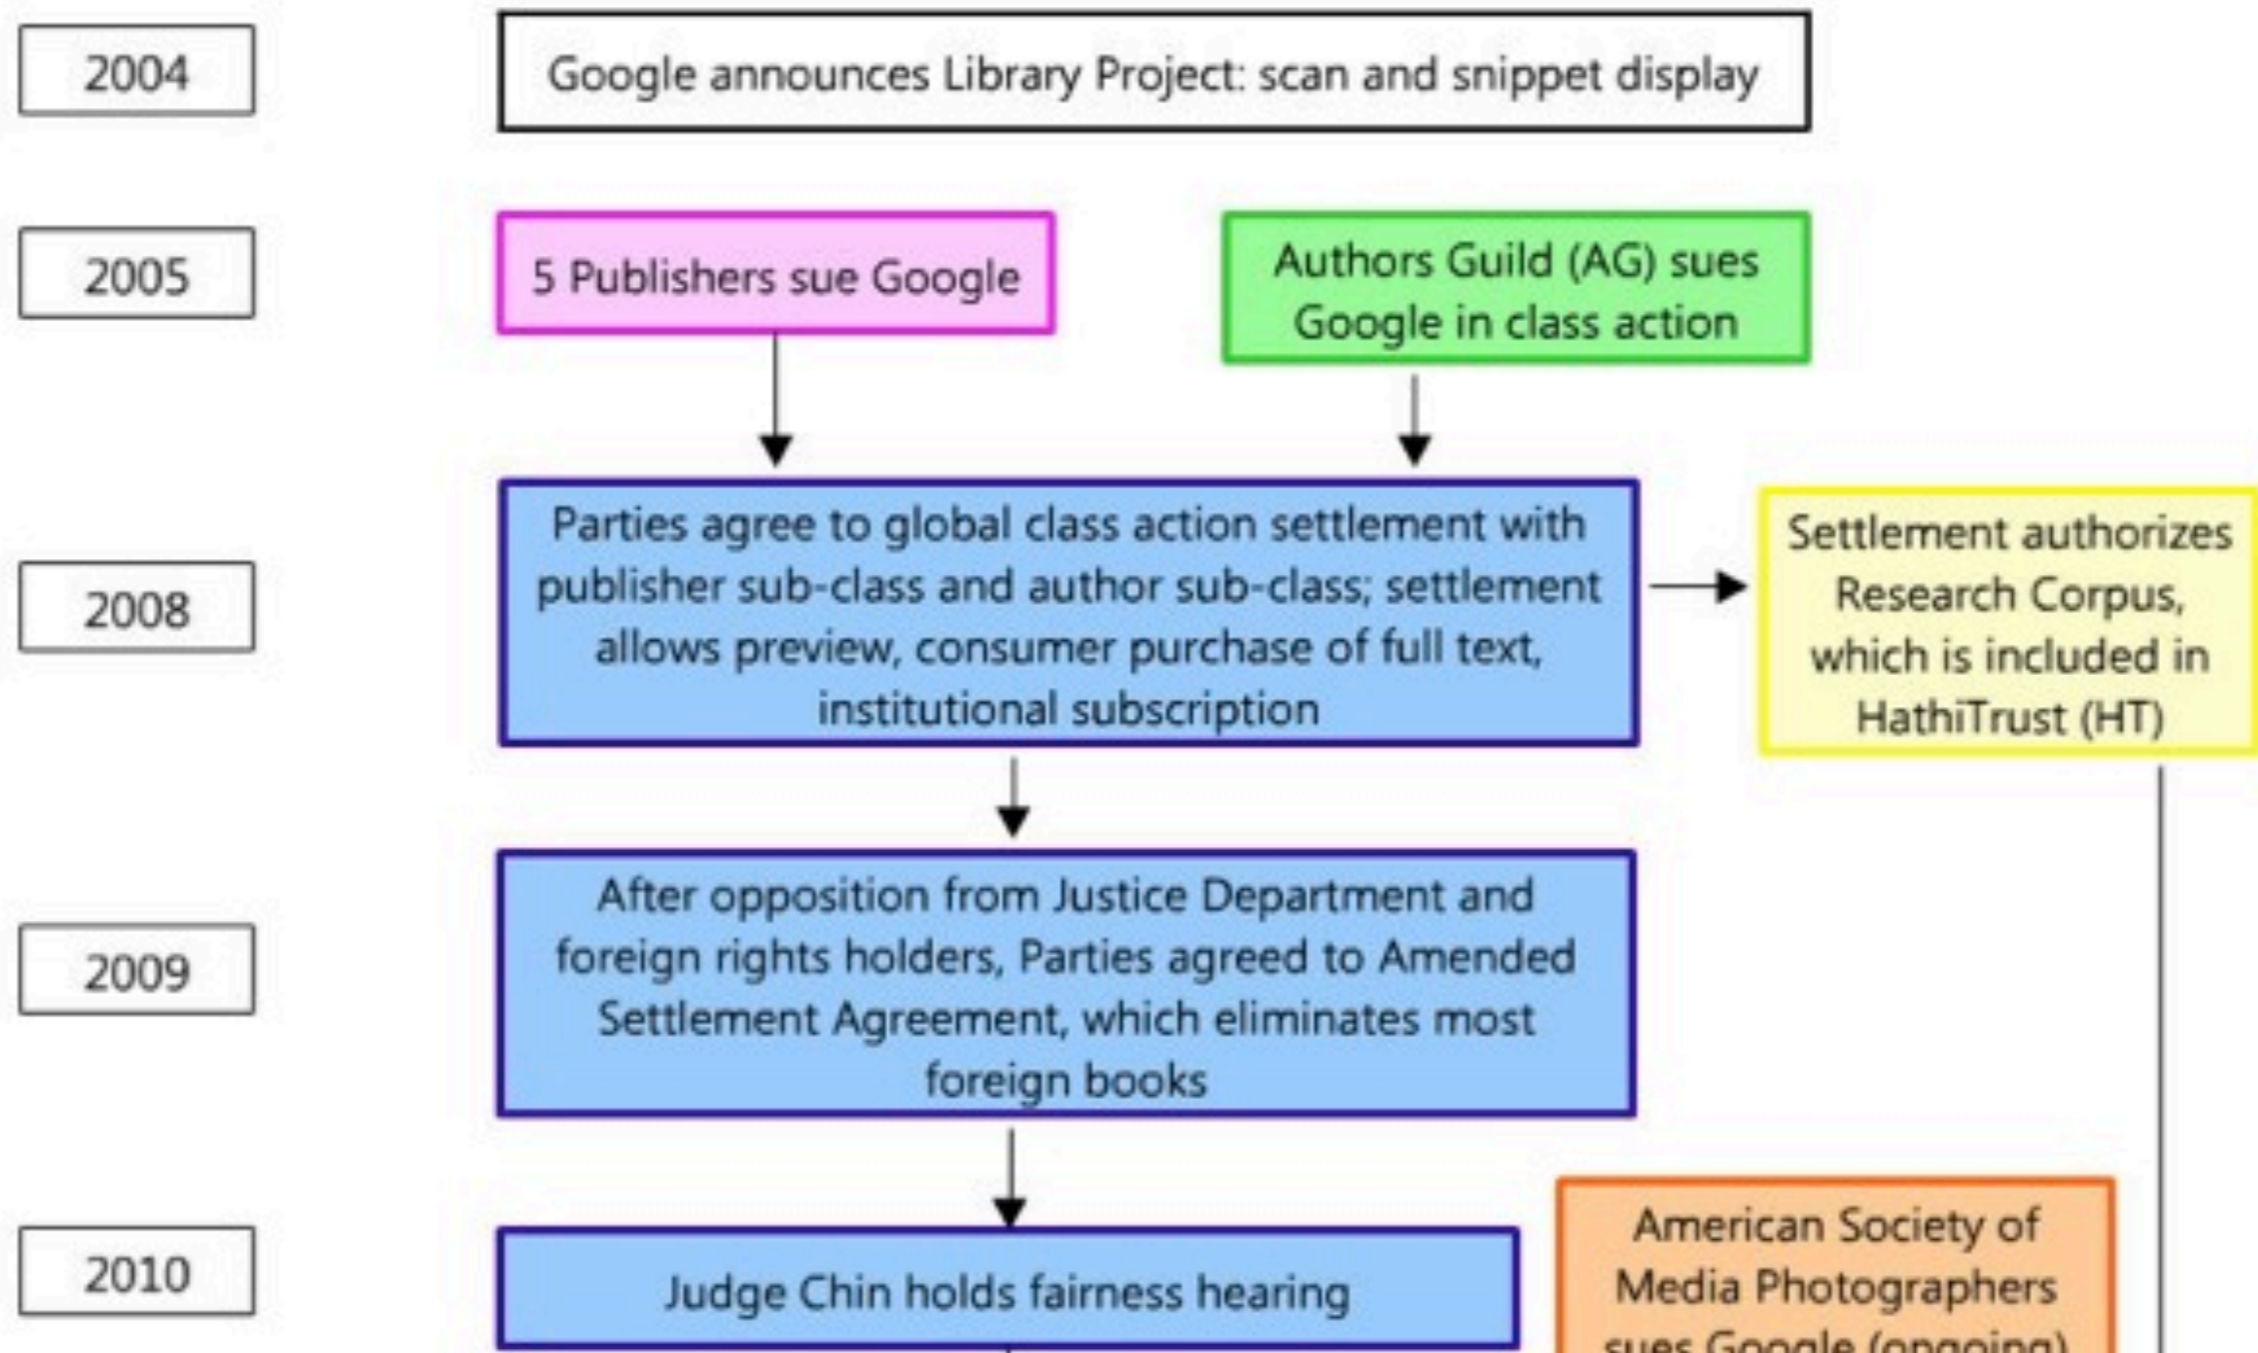 2004
Google announces Library Project: scan and snippet display
2005
5 Publishers sue Google
Authors Guild (AG) sues
Google in class action
2008
Parties agree to global class action settlement with
publisher sub-class and author sub-class; settlement
allows preview, consumer purchase of full text,
institutional subscription
Settlement authorizes
Research Corpus,
which is included in
HathiTrust (HT)
2009
After opposition from Justice Department and
foreign rights holders, Parties agreed to Amended
Settlement Agreement, which eliminates most
foreign books
2010
Judge Chin holds fairness hearing
American Society of
Media Photographers
sues Google (ongoing)